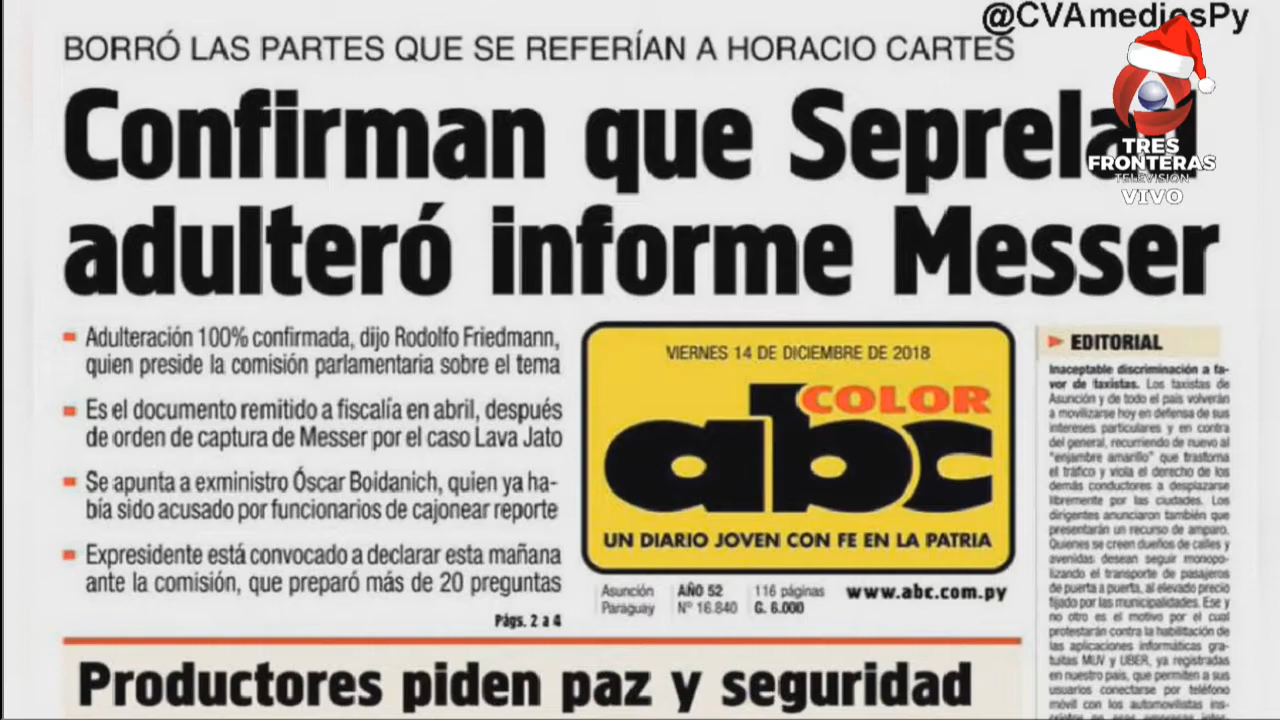 @CVAmediosPy
BORRÓ LAS PARTES QUE SE REFERÍAN A HORACIO CARTES
Confirman que Seprelad
adulteró informe Messer
TRES
FRONTERAS
TELEVISIÓN
VIVO
Adulteración 100% confirmada, dijo Rodolfo Friedmann,
quien preside la comisión parlamentaria sobre el tema
Es el documento remitido a fiscalía en abril, después
de orden de captura de Messer por el caso Lava Jato
Se apunta a exministro Óscar Boidanich, quien ya ha-
bía sido acusado por funcionarios de cajonear reporte
Expresidente está convocado a declarar esta mañana
ante la comisión, que preparó más de 20 preguntas
Págs. 2 a 4
VIERNES 14 DE DICIEMBRE DE 2018
COLOR
abc
UN DIARIO JOVEN CON FE EN LA PATRIA
Asunción
Paraguay
AÑO 52
N° 16.840
116 páginas
G. 6.000
www.abc.com.py
EDITORIAL
Inaceptable discriminación a fa-
vor de taxistas. Los taxistas de
Asunción y de todo el país volverán
a movilizarse hoy en defensa de sus
intereses particulares y en contra
del general, recurriendo de nuevo al
"enjambre amarillo" que trastorna
el tráfico y viola el derecho de los
demás conductores a desplazarse
libremente por las ciudades. Los
dirigentes anunciaron también que
presentarán un recurso de amparo.
Quienes se creen dueños de calles y
avenidas desean seguir monopo-
lizando el transporte de pasajeros
de puerta a puerta, al elevado precio
fijado por las municipalidades. Ese y
no otro es el motivo por el cual
protestarán contra la habilitación de
las aplicaciones informáticas gra-
tuitas MUV y UBER, ya registradas
en nuestro país, que permiten a sus
usuarios conectarse por teléfono
móvil con los automovilistas ins-
Productores piden paz y seguridad